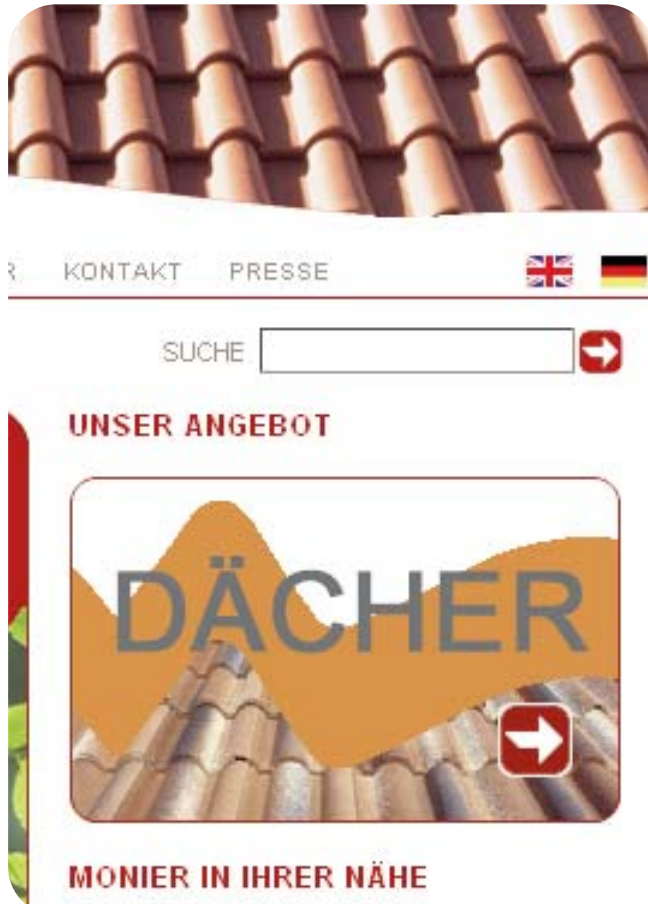 R KONTAKT PRESSE
SUCHE
UNSER ANGEBOT
DÄCHER
MONIER IN IHRER NÄHE